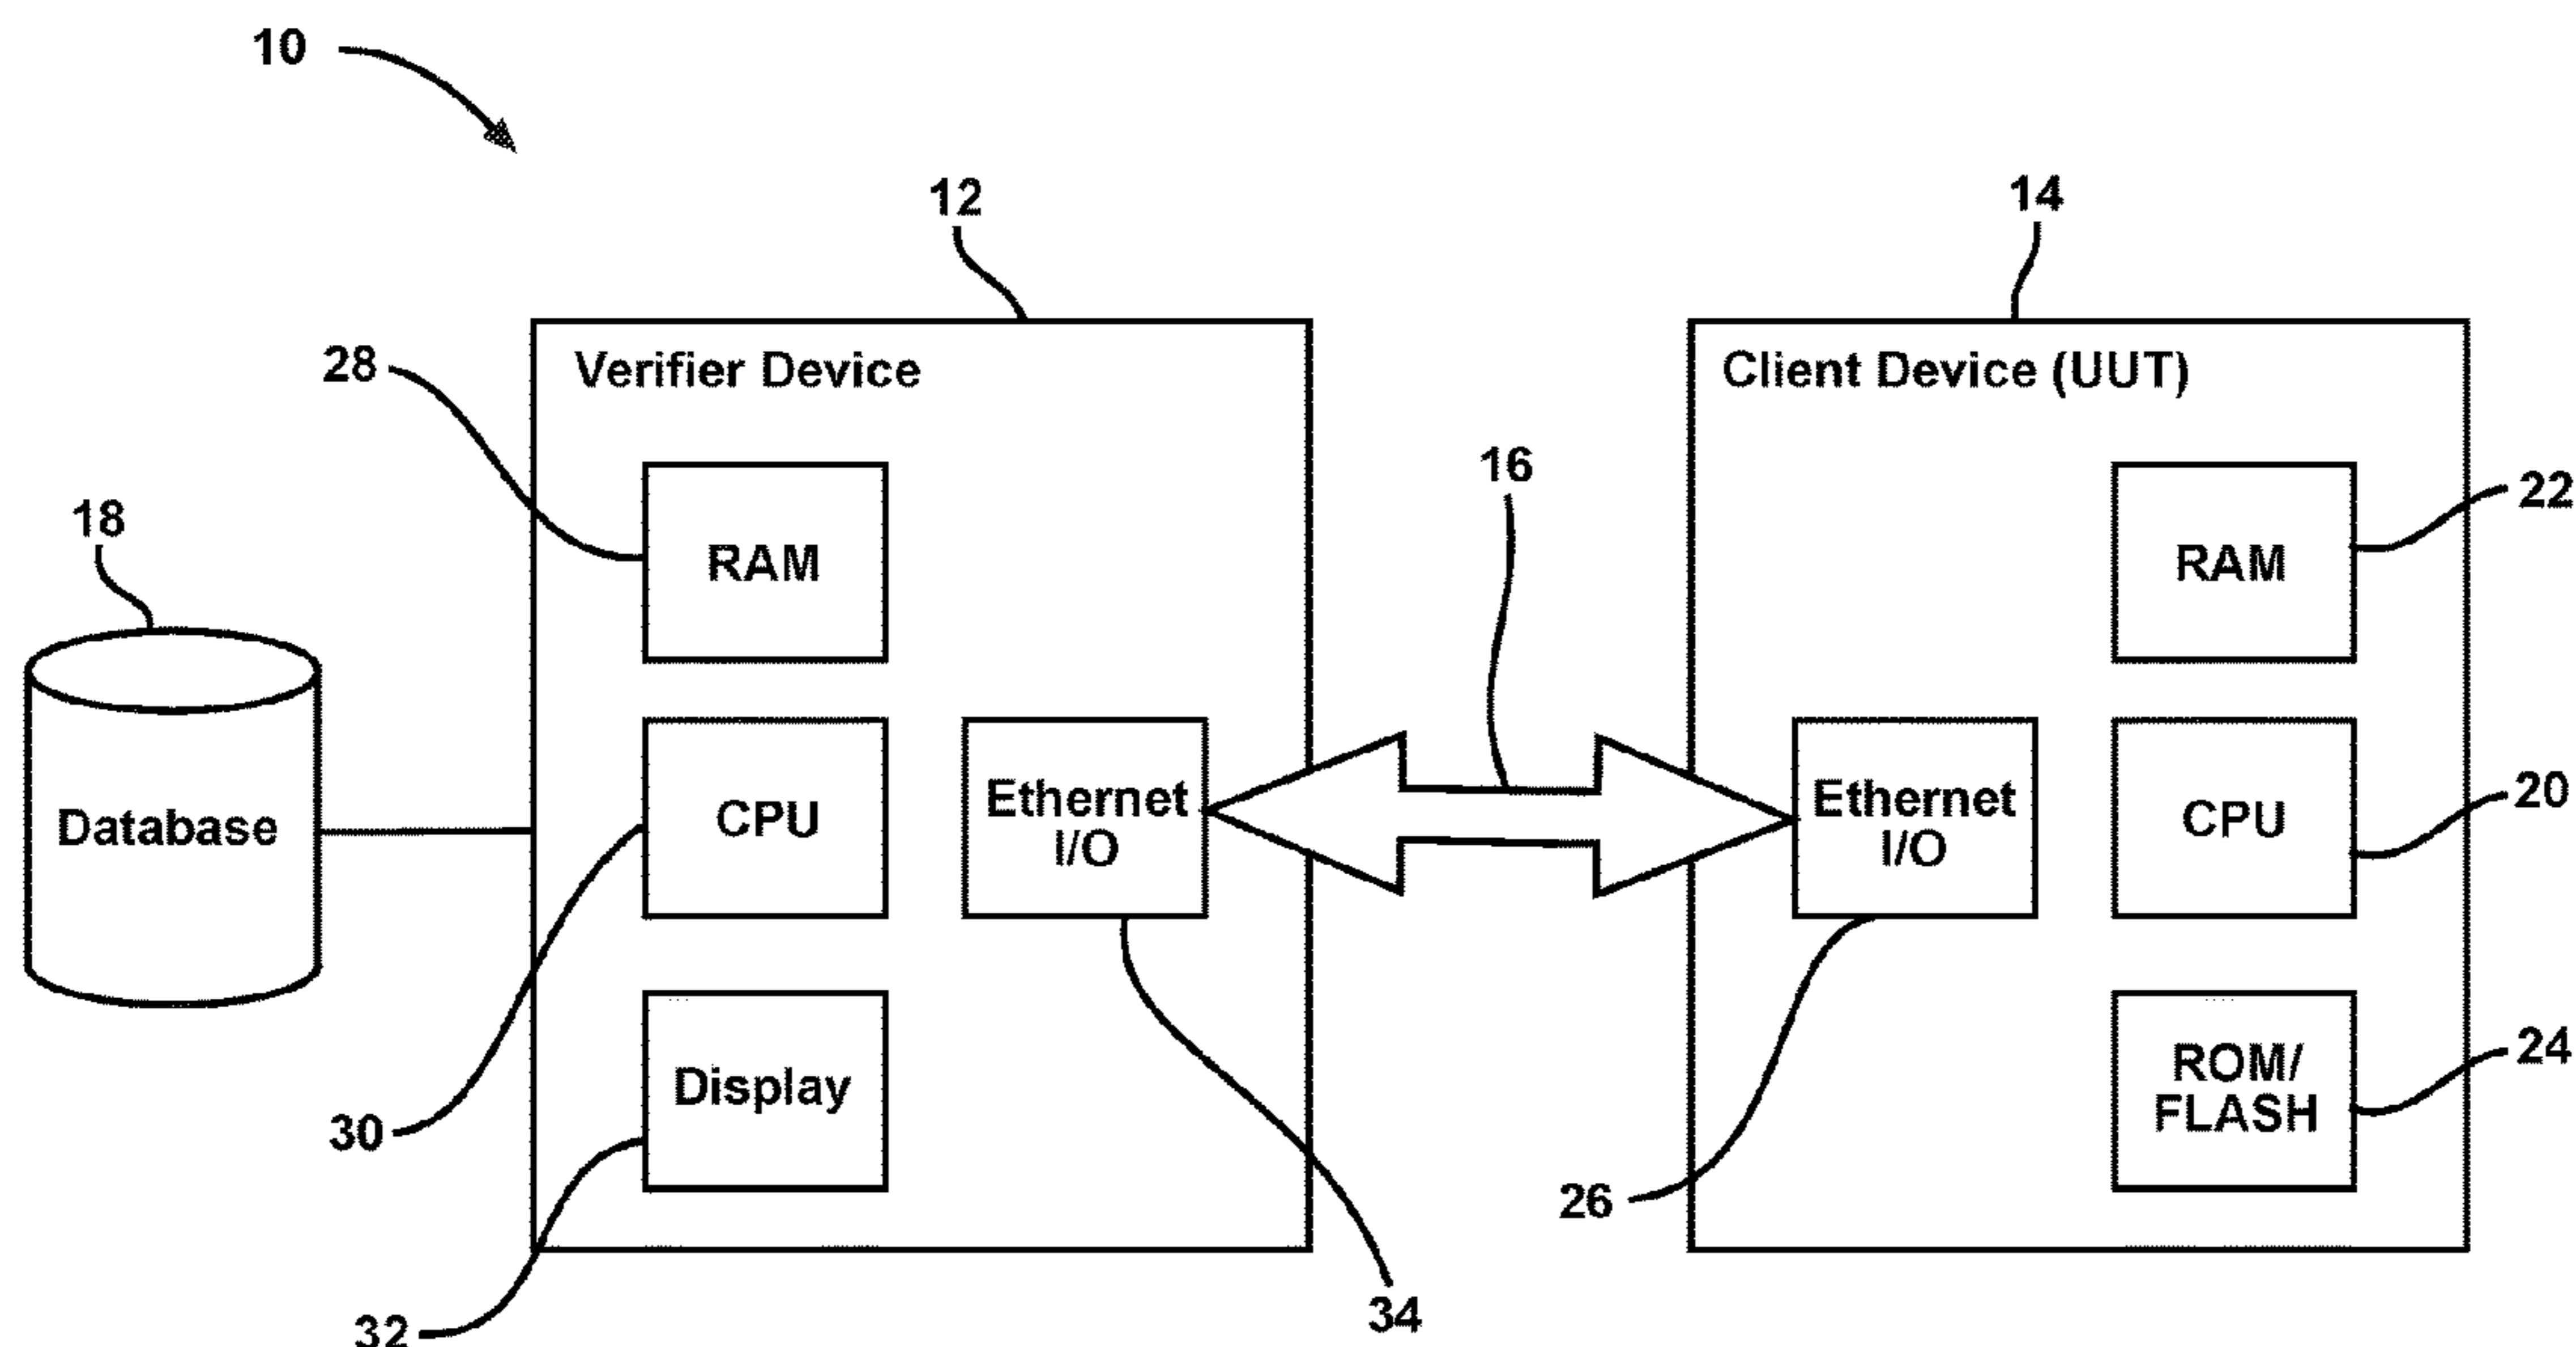 10
12
14
28
Verifier Device
Client Device (UUT)
16
22
18
RAM
RAM
20
Database
CPU
Ethernet
I/O
Ethernet
I/O
CPU
24
Display
ROM/
FLASH
30
26
32
34